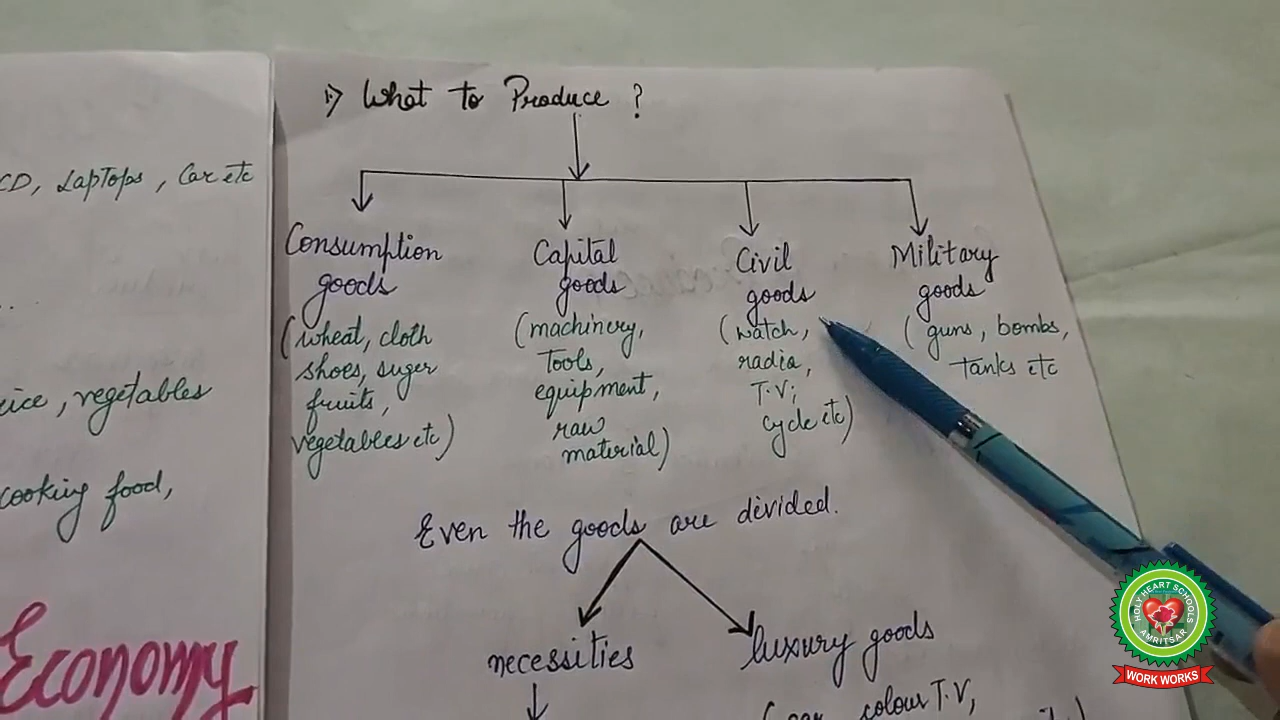 CD, Laptops, Car etc
rice, vegetables
cooking food,
Economy
1) What to Produce ?
Consumption
goods
(wheat, cloth
shoes, suger
fruits,
vegetables etc)
Capital
goods
(machinery,
Tools,
equipment,
raw
material)
Civil
goods
(watch,
radio,
T.V;
cycle etc)
Military
goods
(guns, bombs,
tanks etc
Even the goods are divided.
necessities
luxury goods
colour T.V,
HOLY HEART SCHOOLS
AMRITSAR
WORK WORKS